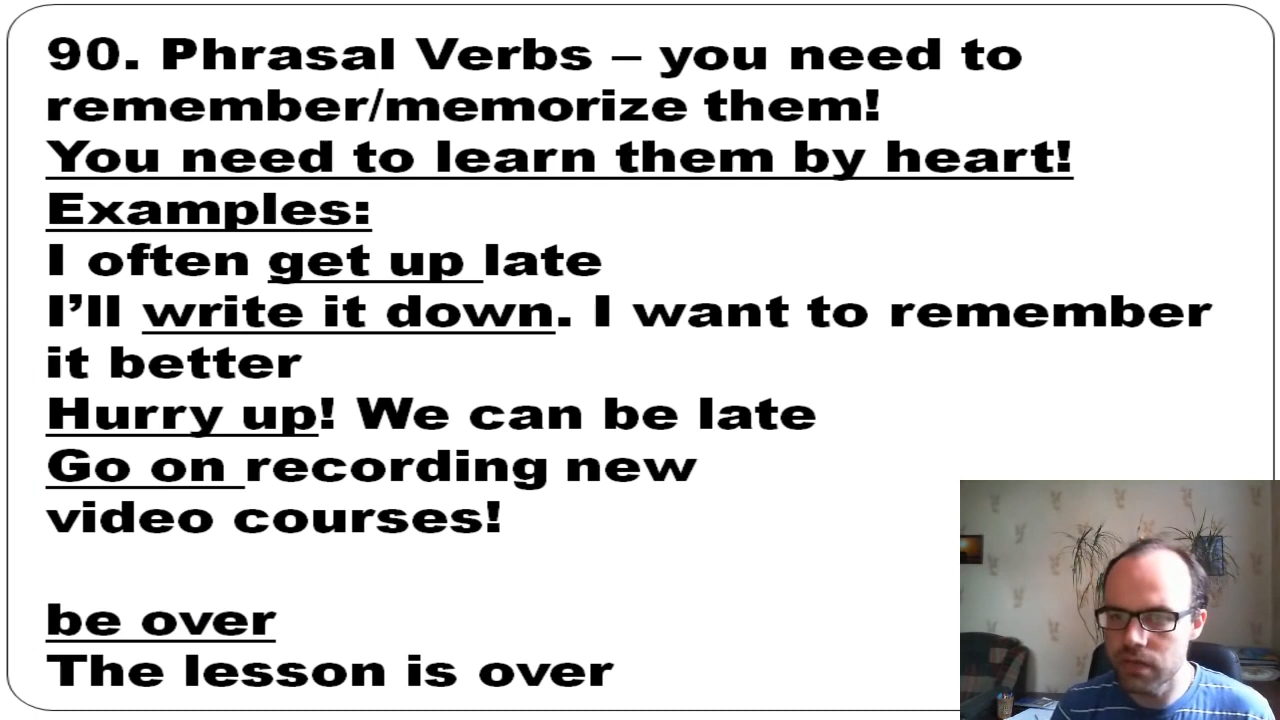 90. Phrasal Verbs – you need to
remember/memorize them!
You need to learn them by heart!
Examples:
I often get up late
I’ll write it down. I want to remember
it better
Hurry up! We can be late
Go on recording new
video courses!
be over
The lesson is over